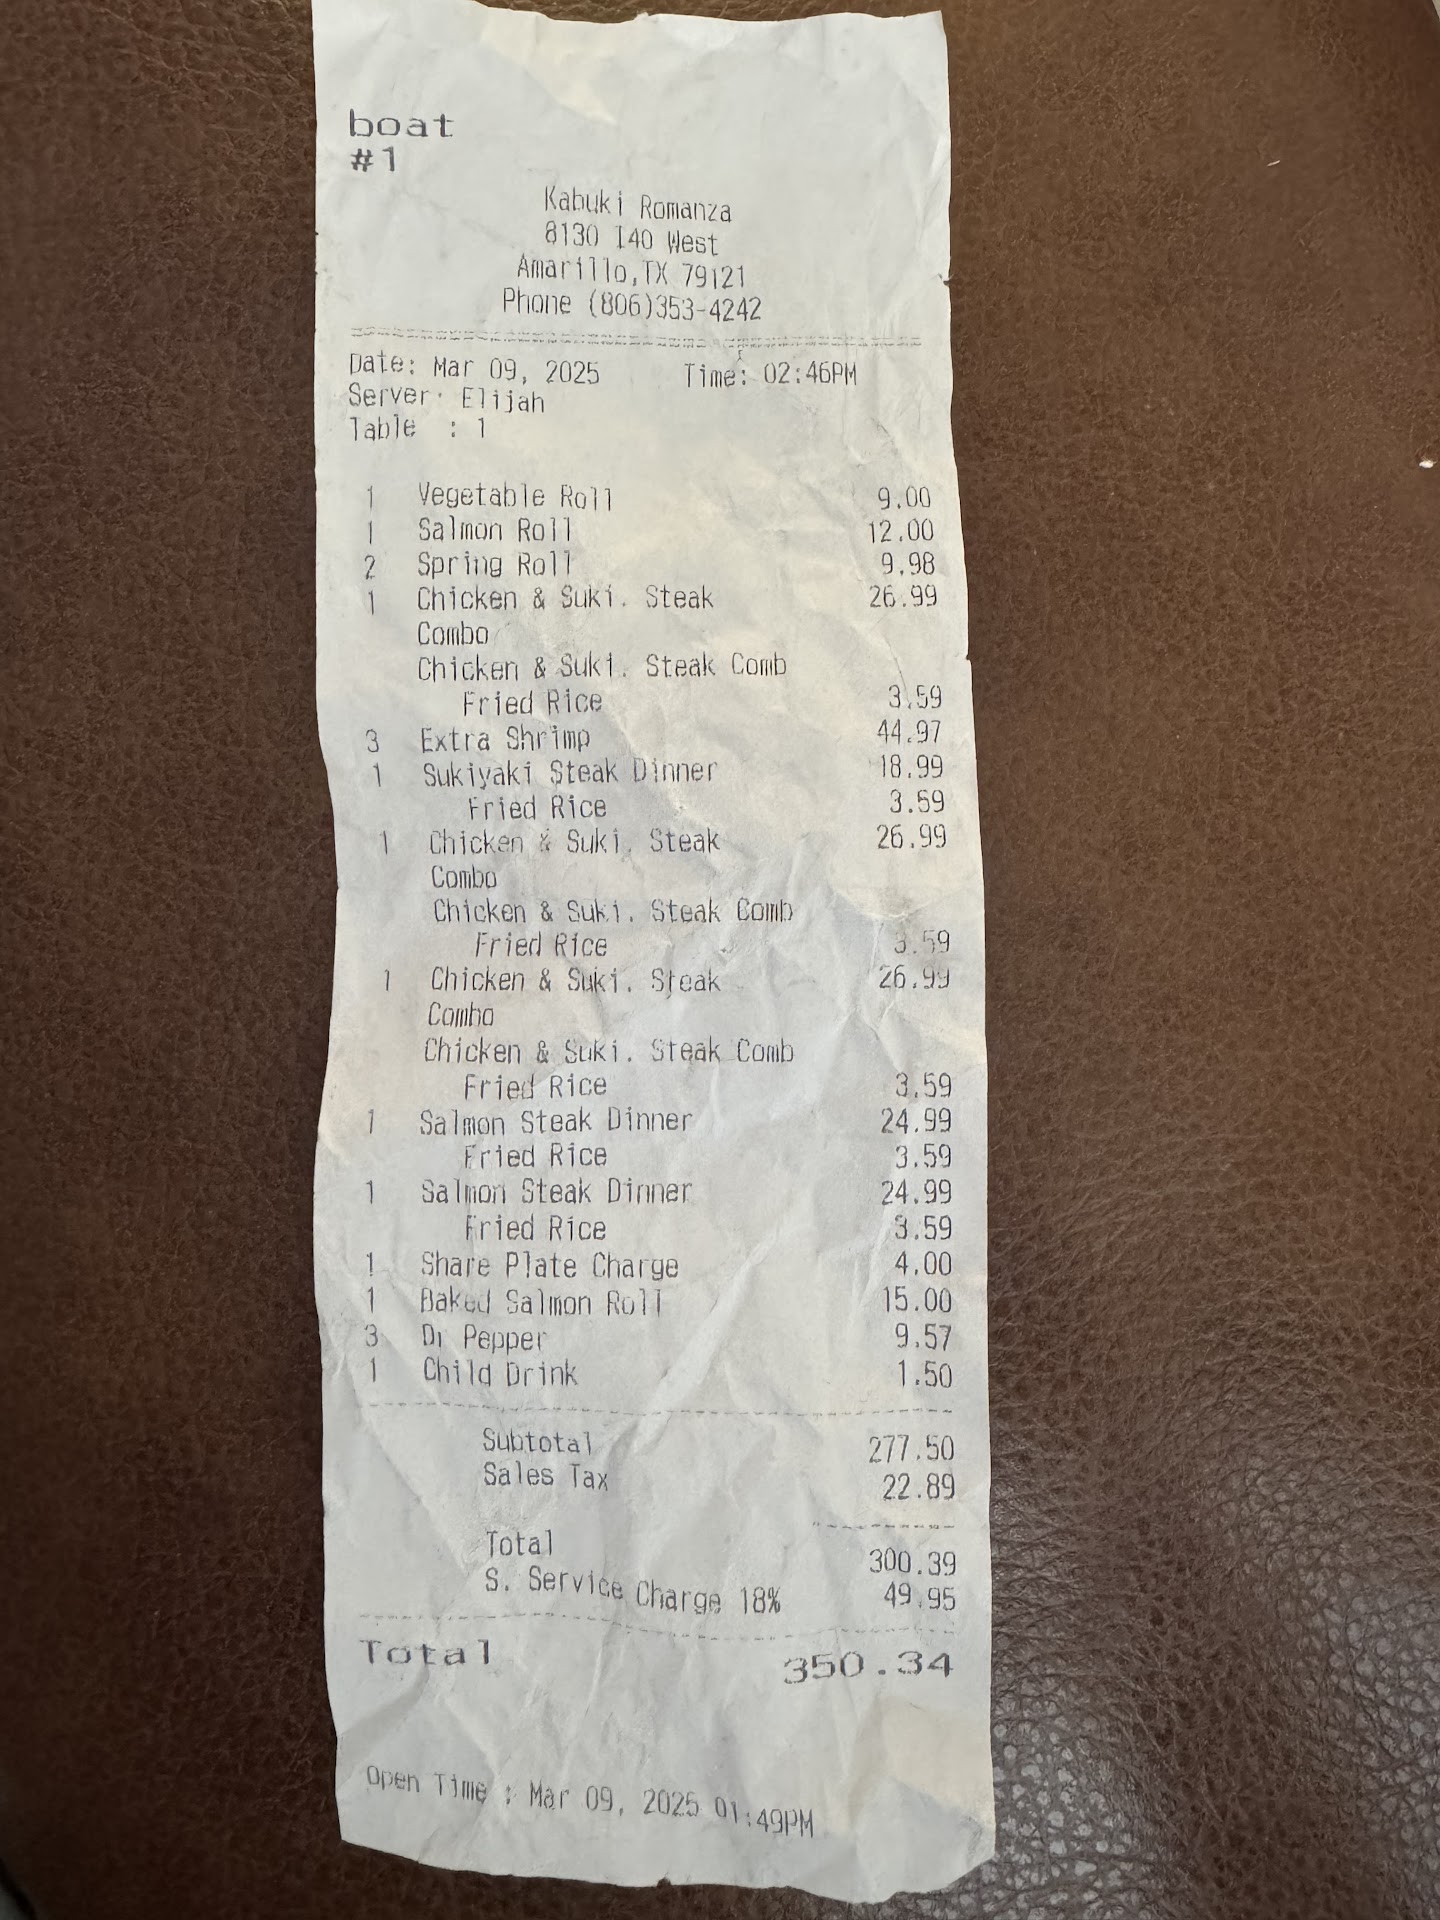 boat
#1
Kabuki Romanza
8130 I40 West
Amarillo,TX 79121
Phone (806)353-4242
Date: Mar 09, 2025 Time: 02:46PM
Server: Elijah
Table : 1
1 Vegetable Roll 9.00
1 Salmon Roll 12.00
2 Spring Roll 9.98
1 Chicken & Suki. Steak 26.99
Combo
Chicken & Suki. Steak Comb
Fried Rice 3.59
3 Extra Shrimp 44.97
1 Sukiyaki Steak Dinner 18.99
Fried Rice 3.59
1 Chicken & Suki. Steak 26.99
Combo
Chicken & Suki. Steak Comb
Fried Rice 3.59
1 Chicken & Suki. Steak 26.99
Combo
Chicken & Suki. Steak Comb
Fried Rice 3.59
1 Salmon Steak Dinner 24.99
Fried Rice 3.59
1 Salmon Steak Dinner 24.99
Fried Rice 3.59
1 Share Plate Charge 4.00
1 Baked Salmon Roll 15.00
3 Dr Pepper 9.57
1 Child Drink 1.50
Subtotal 277.50
Sales Tax 22.89
Total 300.39
S. Service Charge 18% 49.95
Total 350.34
Open Time : Mar 09, 2025 01:49PM